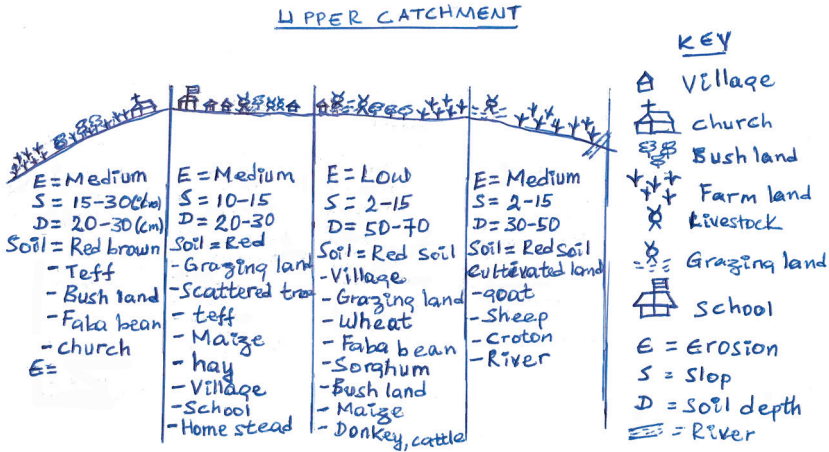 UPPER CATCHMENT
E = Medium
S = 15-30(%)
D = 20-30 (cm)
Soil = Red brown
- Teff
- Bush land
- Faba bean
- church
E =
E = Medium
S = 10-15
D = 20-30
Soil = Red
- Grazing land
- Scattered tree
- teff
- Maize
- hay
- Village
- School
- Home stead
E = Low
S = 2-15
D = 50-70
Soil = Red soil
- Village
- Grazing land
- Wheat
- Faba bean
- Sorghum
- Bush land
- Maize
- Donkey, cattle
E = Medium
S = 2-15
D = 30-50
Soil = Red soil
cultivated land
- goat
- Sheep
- Croton
- River
KEY
Village
church
Bush land
Farm land
Livestock
Grazing land
School
E = Erosion
S = Slop
D = Soil depth
= River